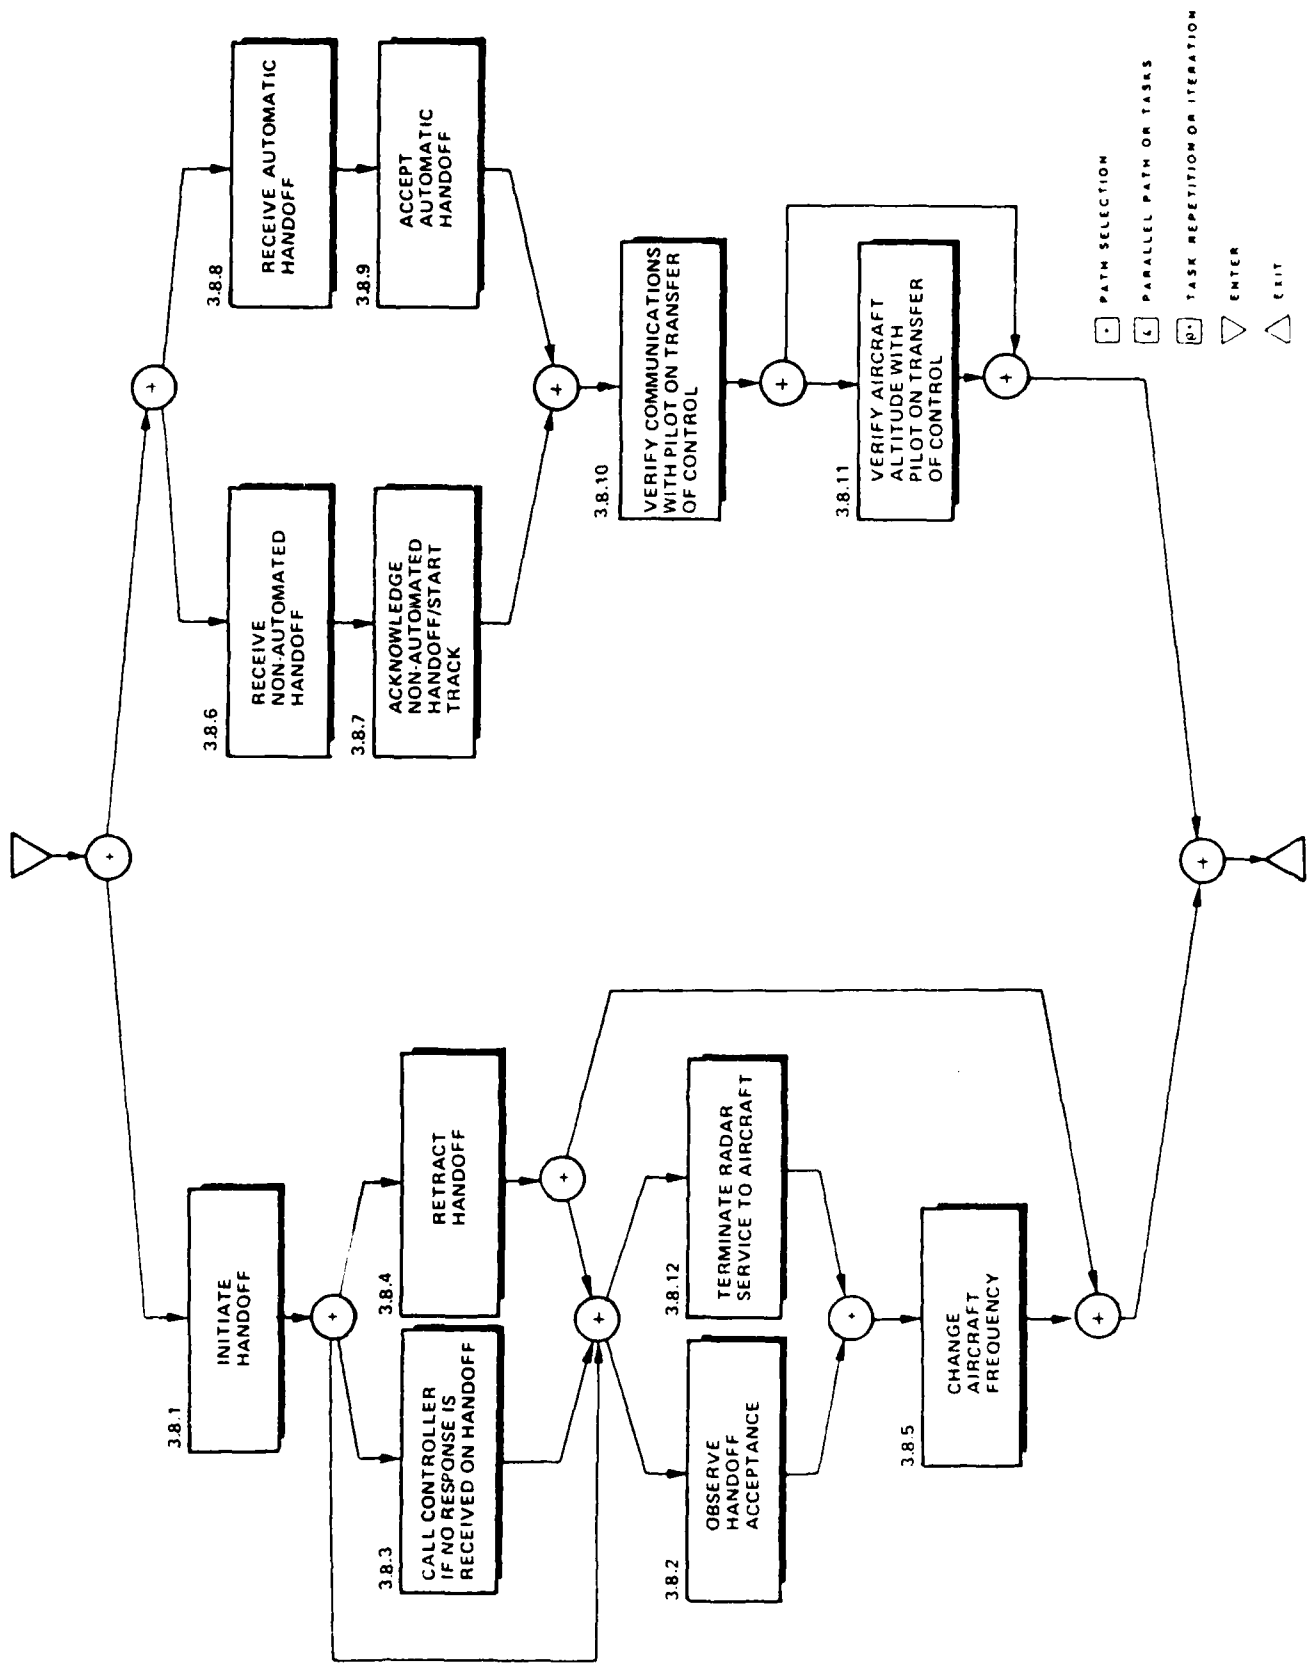 3.8.1
INITIATE
HANDOFF
3.8.3
CALL CONTROLLER
IF NO RESPONSE IS
RECEIVED ON HANDOFF
3.8.4
RETRACT
HANDOFF
3.8.2
OBSERVE
HANDOFF
ACCEPTANCE
3.8.12
TERMINATE RADAR
SERVICE TO AIRCRAFT
3.8.5
CHANGE
AIRCRAFT
FREQUENCY
3.8.6
RECEIVE
NON-AUTOMATED
HANDOFF
3.8.7
ACKNOWLEDGE
NON-AUTOMATED
HANDOFF/START
TRACK
3.8.8
RECEIVE AUTOMATIC
HANDOFF
3.8.9
ACCEPT
AUTOMATIC
HANDOFF
3.8.10
VERIFY COMMUNICATIONS
WITH PILOT ON TRANSFER
OF CONTROL
3.8.11
VERIFY AIRCRAFT
ALTITUDE WITH
PILOT ON TRANSFER
OF CONTROL
PATH SELECTION
PARALLEL PATH OR TASKS
TASK REPETITION OR ITERATION
ENTER
EXIT